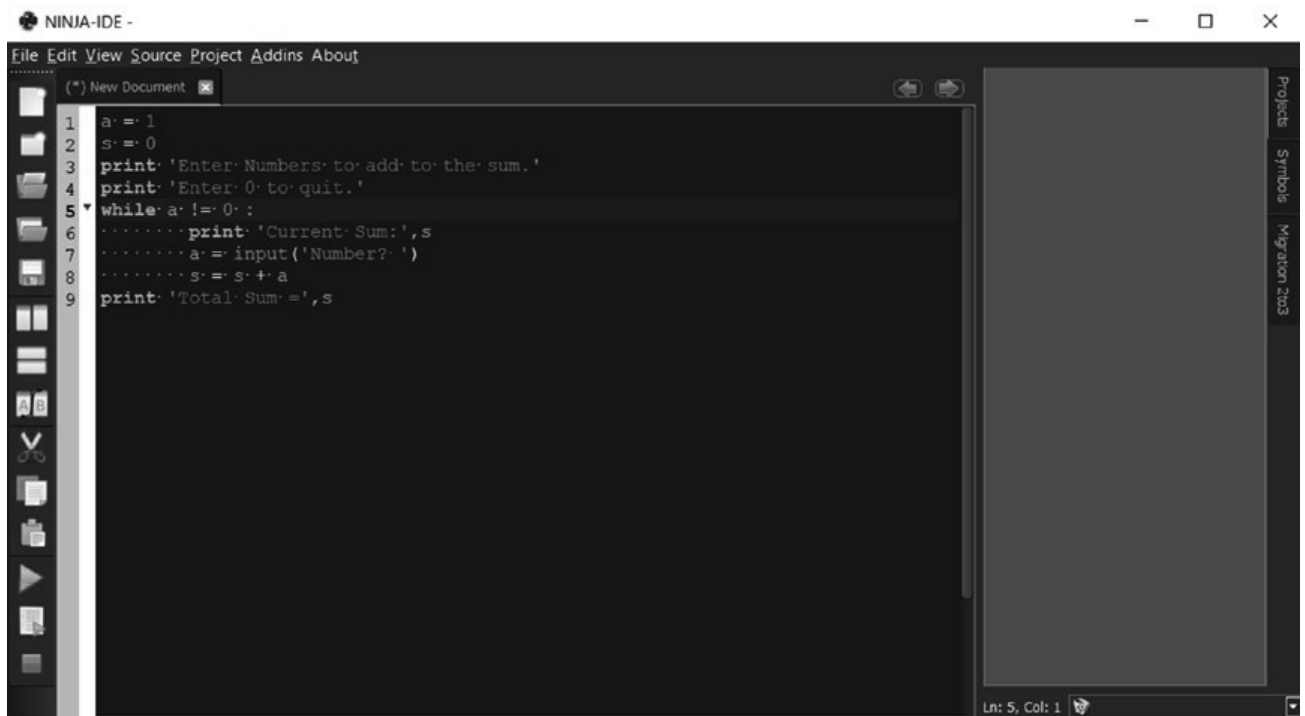 NINJA-IDE -
File Edit View Source Project Addins About
(*) New Document
1 a = 1
2 s = 0
3 print 'Enter Numbers to add to the sum.'
4 print 'Enter 0 to quit.'
5 while a != 0 :
6         print 'Current Sum:',s
7         a = input('Number? ')
8         s = s + a
9 print 'Total Sum =',s
A B
Projects
Symbols
Migration 2to3
Ln: 5, Col: 1